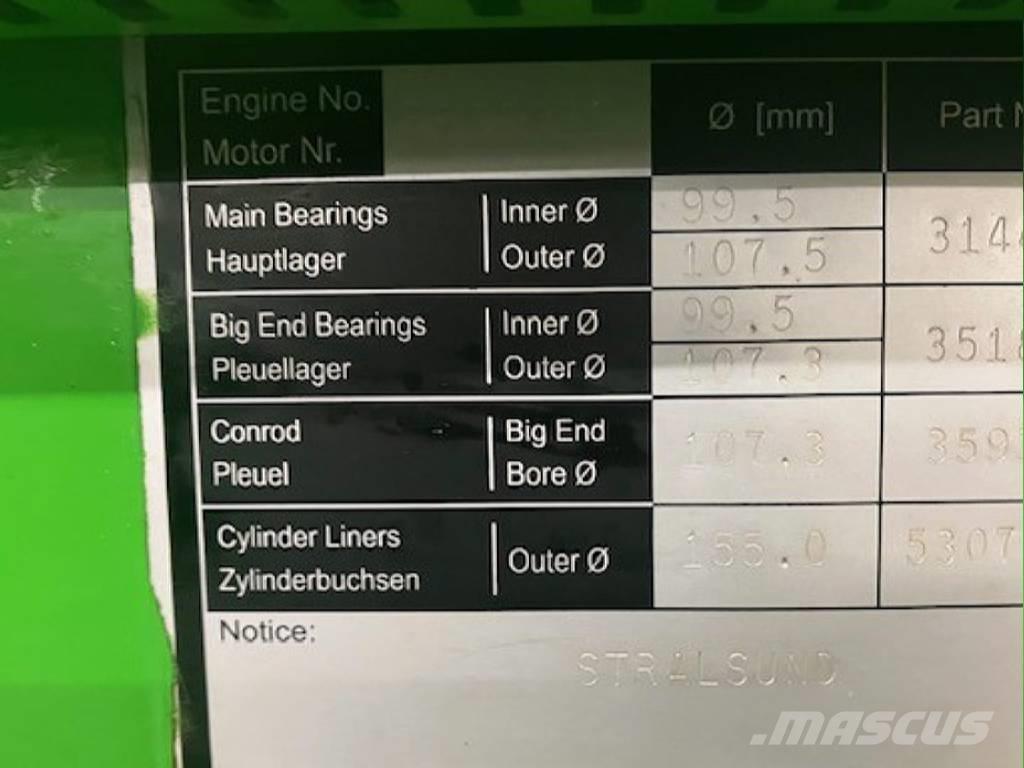 Engine No.
Motor Nr.
Ø [mm]
Part
Main Bearings
Hauptlager
Inner Ø
Outer Ø
99.5
107.5
314
Big End Bearings
Pleuellager
Inner Ø
Outer Ø
99.5
107.3
351
Conrod
Pleuel
Big End
Bore Ø
107.3
359
Cylinder Liners
Zylinderbuchsen
Outer Ø
155.0
5307
Notice:
STRALSUND
.MASCUS